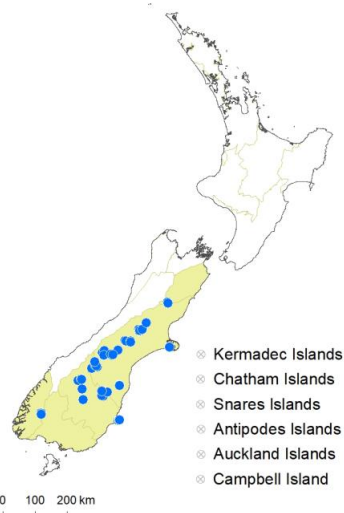 Kermadec Islands
Chatham Islands
Snares Islands
Antipodes Islands
Auckland Islands
Campbell Island
0 100 200 km